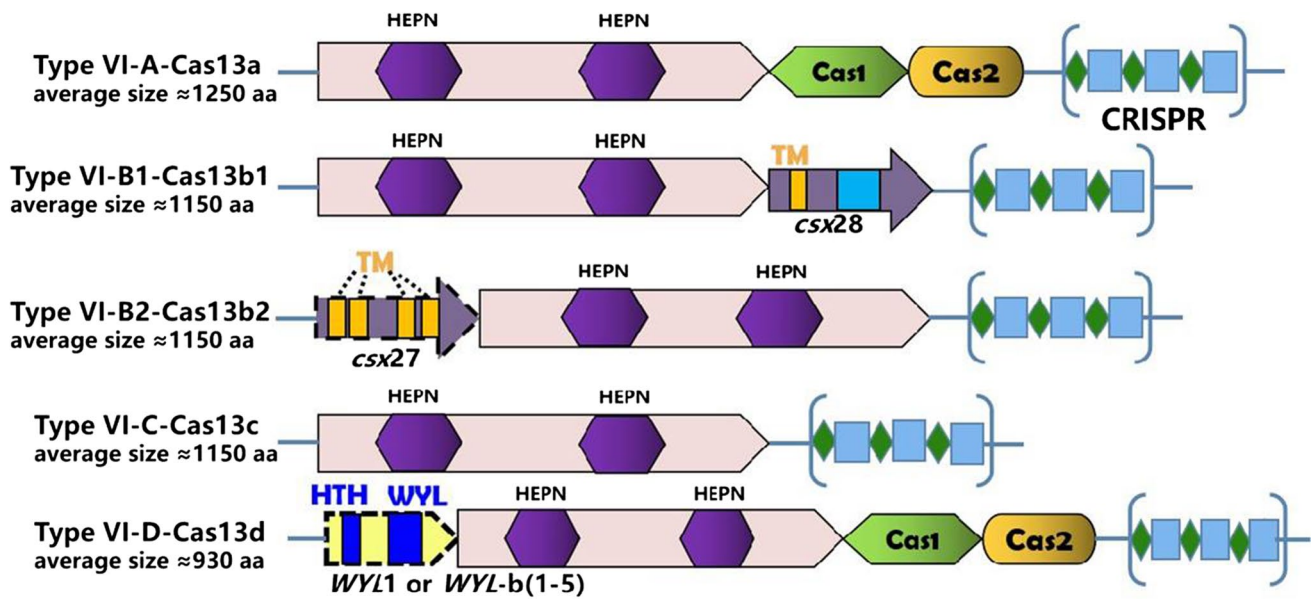 HEPN HEPN
Type VI-A-Cas13a
average size ≈1250 aa
Cas1 Cas2
CRISPR
HEPN HEPN
Type VI-B1-Cas13b1
average size ≈1150 aa
TM
csx28
TM
HEPN HEPN
Type VI-B2-Cas13b2
average size ≈1150 aa
csx27
HEPN HEPN
Type VI-C-Cas13c
average size ≈1150 aa
HTH WYL
HEPN HEPN
Type VI-D-Cas13d
average size ≈930 aa
Cas1 Cas2
WYL1 or WYL-b(1-5)